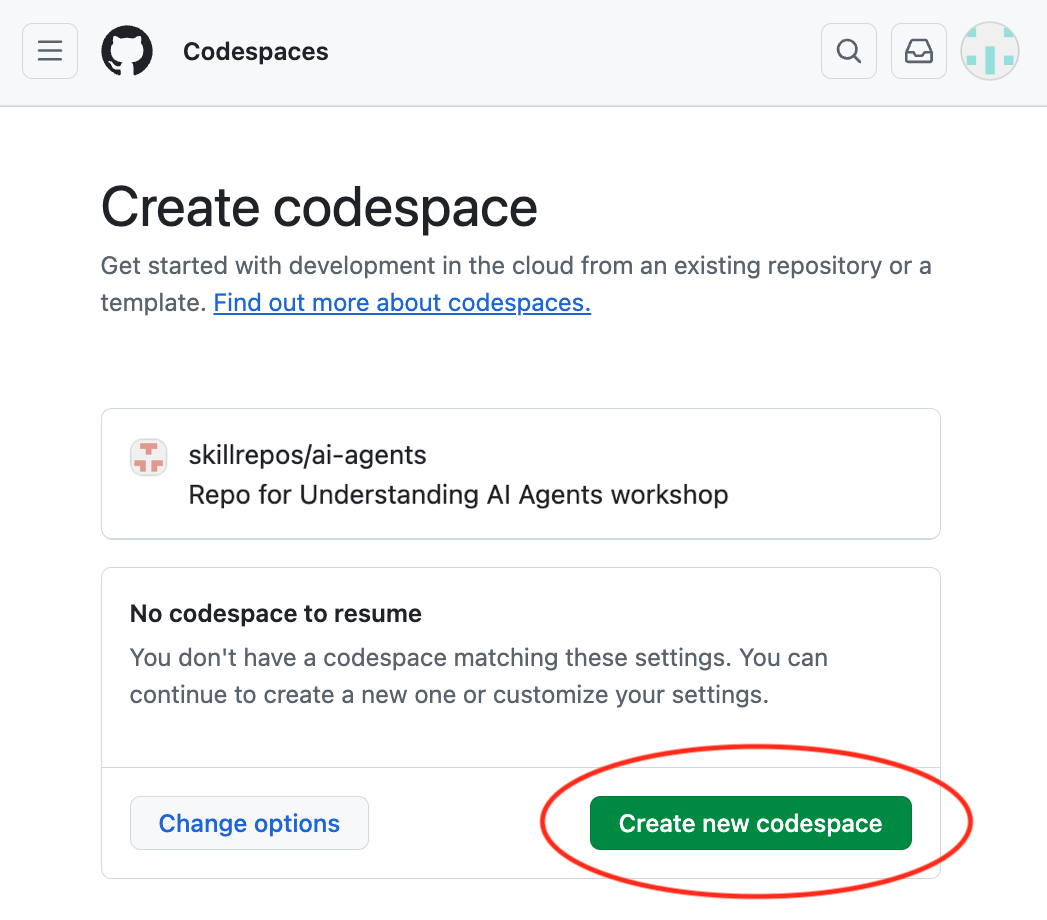 Codespaces
Create codespace
Get started with development in the cloud from an existing repository or a
template. Find out more about codespaces.
skillrepos/ai-agents
Repo for Understanding AI Agents workshop
No codespace to resume
You don't have a codespace matching these settings. You can
continue to create a new one or customize your settings.
Change options
Create new codespace